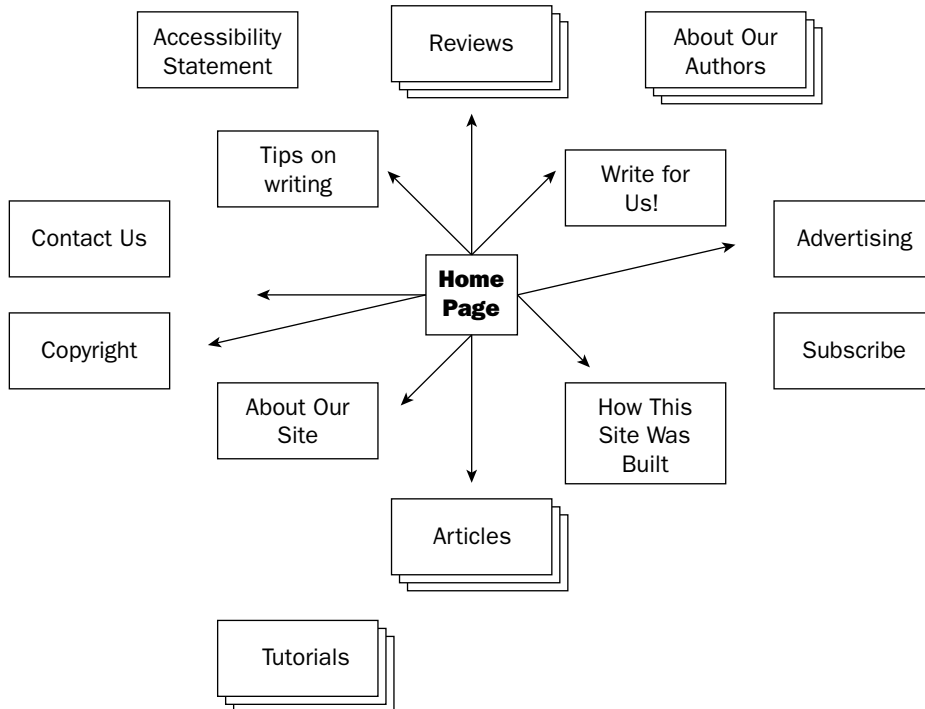 Accessibility
Statement
Reviews
About Our
Authors
Tips on
writing
Write for
Us!
Contact Us
Advertising
Home
Page
Copyright
Subscribe
About Our
Site
How This
Site Was
Built
Articles
Tutorials